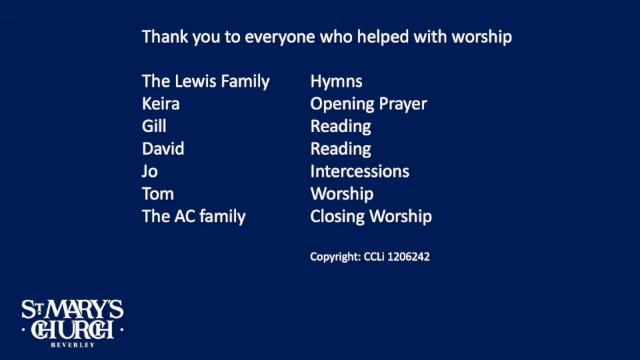 Thank you to everyone who helped with worship
The Lewis Family Hymns
Keira Opening Prayer
Gill Reading
David Reading
Jo Intercessions
Tom Worship
The AC family Closing Worship
Copyright: CCLi 1206242
ST MARY'S
CHURCH
BEVERLEY